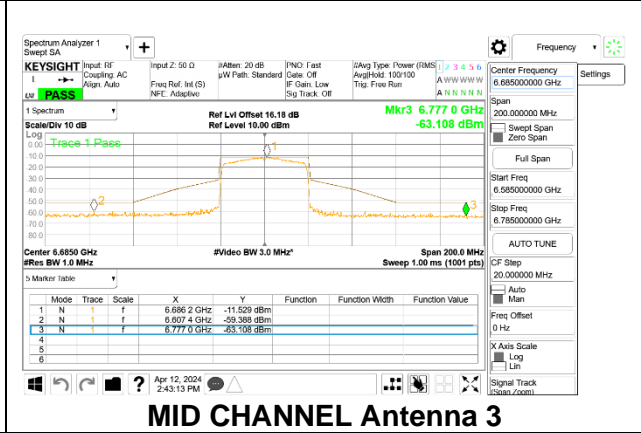 Spectrum Analyzer 1
Swept SA
+
KEYSIGHT Input: RF Input Z: 50 Ω #Atten: 20 dB PNO: Fast #Avg Type: Power (RMS 1 2 3 4 5 6
L Coupling: AC µW Path: Standard Gate: Off Avg|Hold: 100/100 A W W W W W
Align: Auto Freq Ref: Int (S) IF Gain: Low Trig: Free Run
LXI PASS NFE: Adaptive Sig Track: Off A N N N N N
1 Spectrum Ref Lvl Offset 16.18 dB Mkr3 6.777 0 GHz
Scale/Div 10 dB Ref Level 10.00 dBm -63.108 dBm
Log
Trace 1 Pass
0.00
-10.0
-20.0
-30.0
-40.0
-50.0
-60.0
-70.0
-80.0
1
2
3
Center 6.6850 GHz #Video BW 3.0 MHz* Span 200.0 MHz
#Res BW 1.0 MHz Sweep 1.00 ms (1001 pts)
5 Marker Table
Mode Trace Scale X Y Function Function Width Function Value
1 N 1 f 6.686 2 GHz -11.529 dBm
2 N 1 f 6.607 4 GHz -59.388 dBm
3 N 1 f 6.777 0 GHz -63.108 dBm
4
5
6
? Apr 12, 2024
2:43:13 PM
Frequency
Settings
Center Frequency
6.685000000 GHz
Span
200.000000 MHz
Swept Span
Zero Span
Full Span
Start Freq
6.585000000 GHz
Stop Freq
6.785000000 GHz
AUTO TUNE
CF Step
20.000000 MHz
Auto
Man
Freq Offset
0 Hz
X Axis Scale
Log
Lin
Signal Track
(Span Zoom)
MID CHANNEL Antenna 3